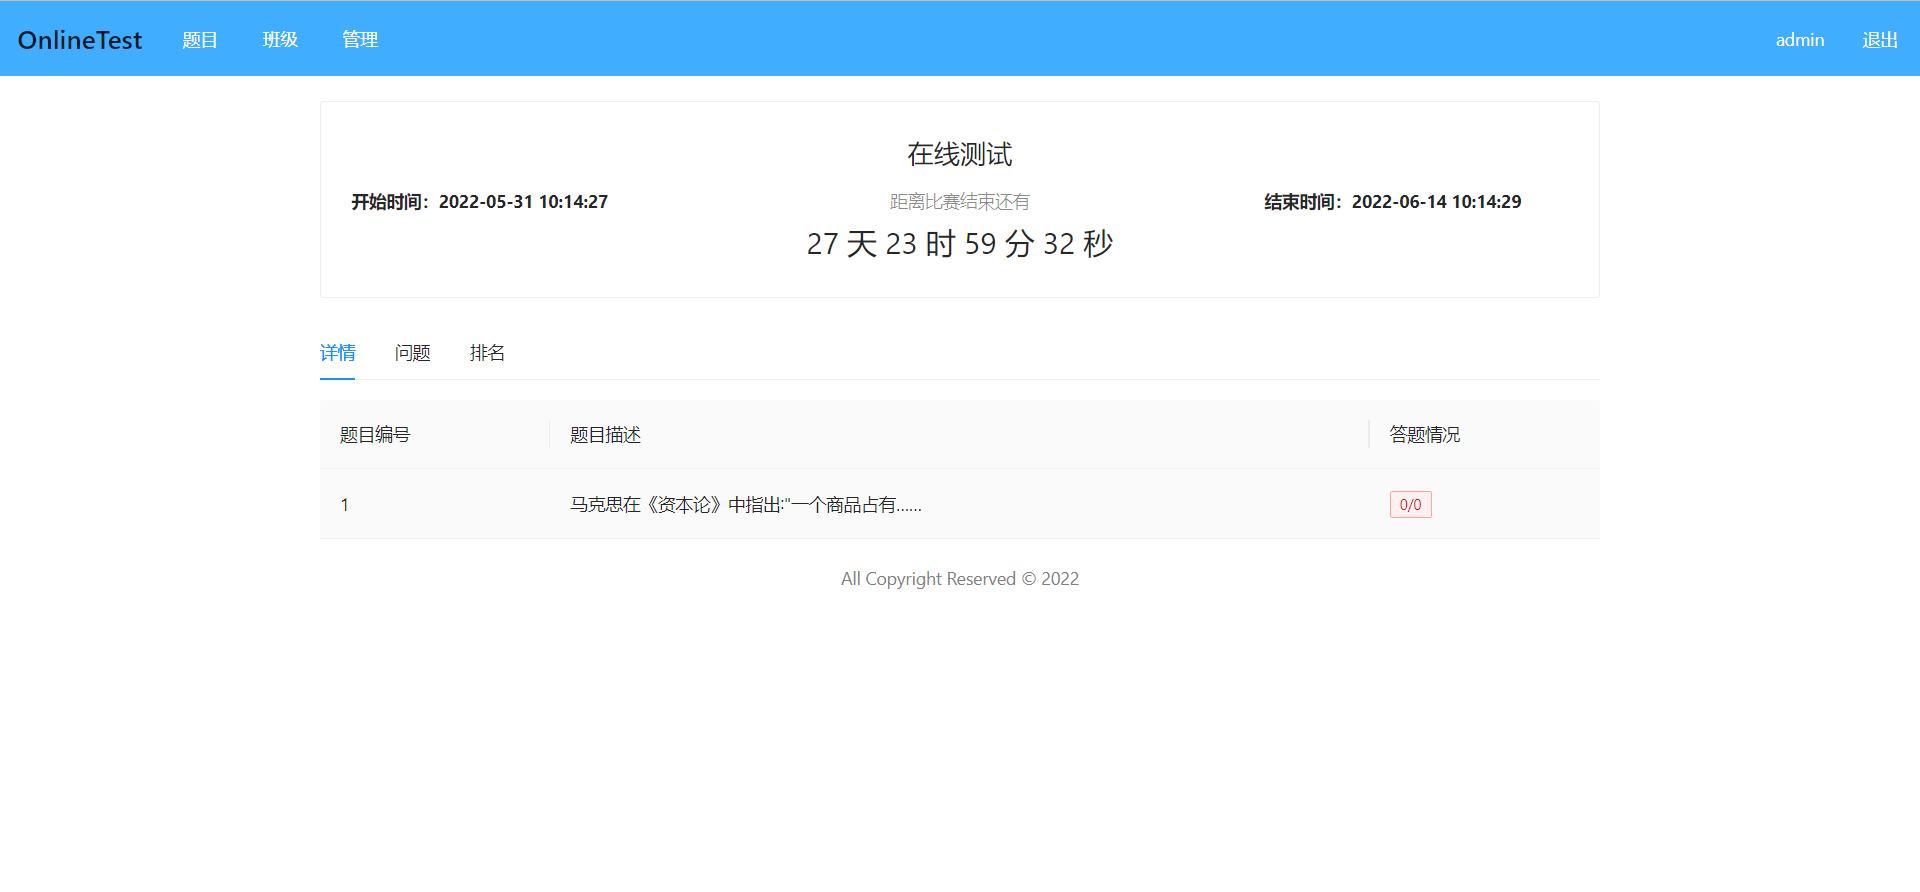 OnlineTest 题目 班级 管理 admin 退出
在线测试
开始时间：2022-05-31 10:14:27 距离比赛结束还有 结束时间：2022-06-14 10:14:29
27 天 23 时 59 分 32 秒
详情 问题 排名
题目编号 题目描述 答题情况
1 马克思在《资本论》中指出:"一个商品占有...... 0/0
All Copyright Reserved © 2022